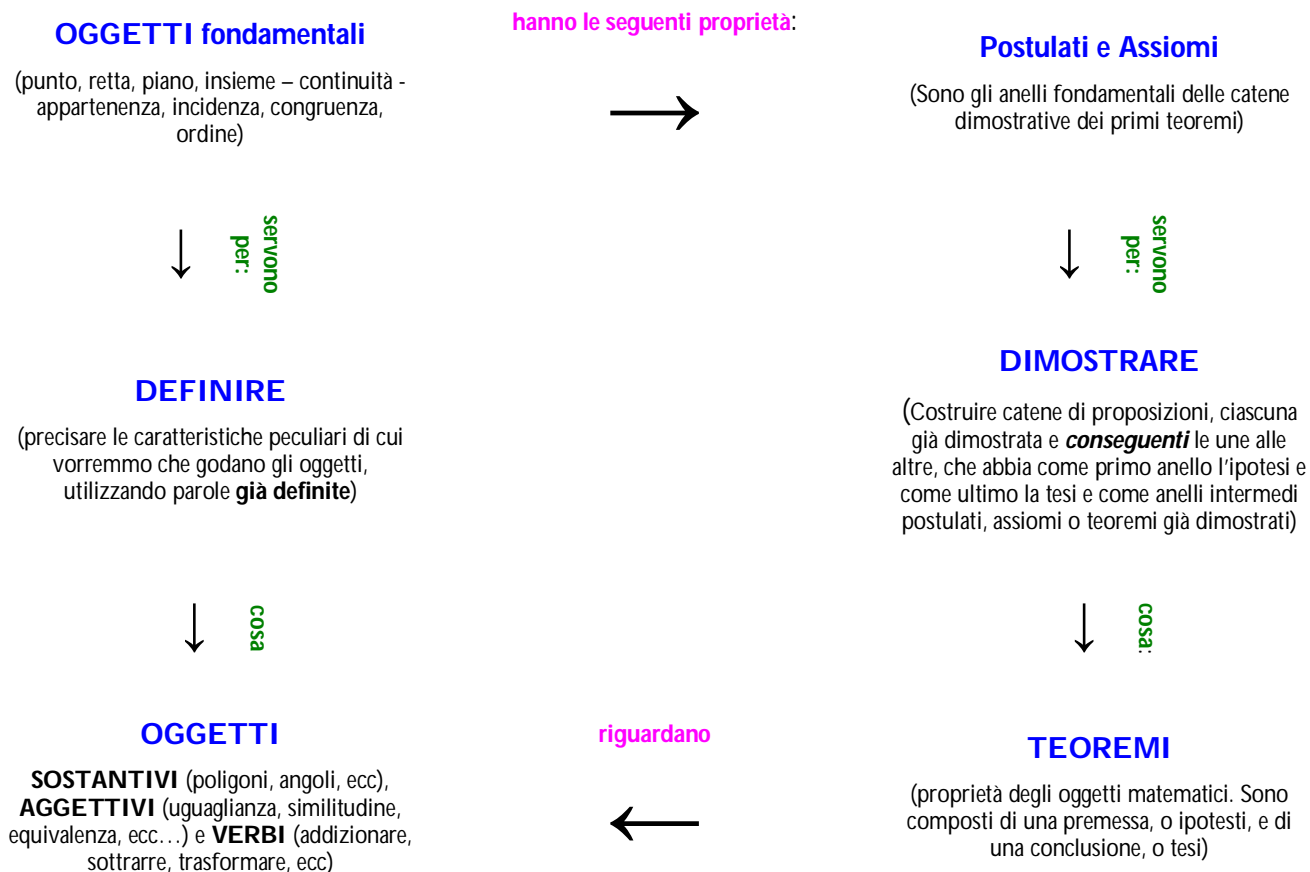 OGGETTI fondamentali
(punto, retta, piano, insieme – continuità -
appartenenza, incidenza, congruenza,
ordine)
hanno le seguenti proprietà:
→
Postulati e Assiomi
(Sono gli anelli fondamentali delle catene
dimostrative dei primi teoremi)
↓
servono
per:
↓
servono
per:
DEFINIRE
(precisare le caratteristiche peculiari di cui
vorremmo che godano gli oggetti,
utilizzando parole già definite)
DIMOSTRARE
(Costruire catene di proposizioni, ciascuna
già dimostrata e conseguenti le une alle
altre, che abbia come primo anello l'ipotesi e
come ultimo la tesi e come anelli intermedi
postulati, assiomi o teoremi già dimostrati)
↓
cosa
↓
cosa:
OGGETTI
SOSTANTIVI (poligoni, angoli, ecc),
AGGETTIVI (uguaglianza, similitudine,
equivalenza, ecc…) e VERBI (addizionare,
sottrarre, trasformare, ecc)
riguardano
←
TEOREMI
(proprietà degli oggetti matematici. Sono
composti di una premessa, o ipotesti, e di
una conclusione, o tesi)